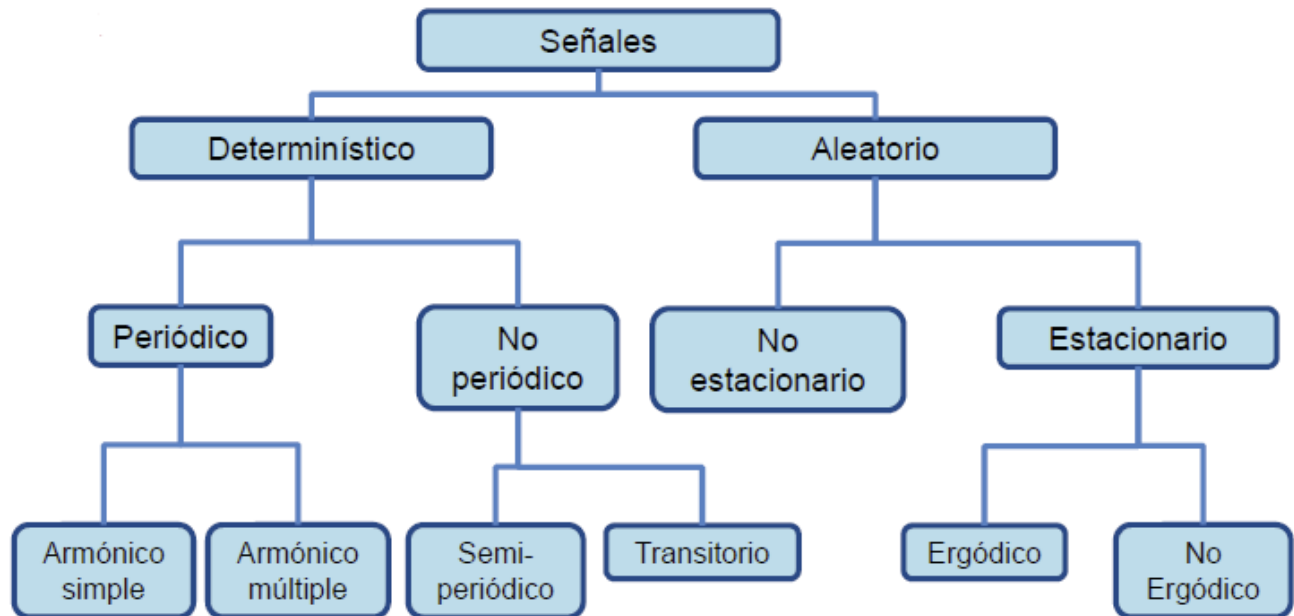 Señales
Determinístico
Aleatorio
Periódico
No
periódico
No
estacionario
Estacionario
Armónico
simple
Armónico
múltiple
Semi-
periódico
Transitorio
Ergódico
No
Ergódico